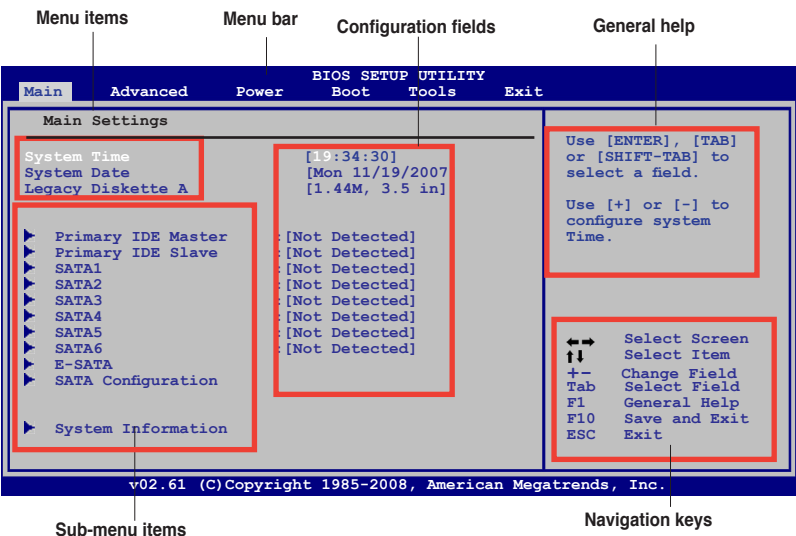 Menu items Menu bar Configuration fields General help
BIOS SETUP UTILITY
Main Advanced Power Boot Tools Exit
Main Settings
System Time [19:34:30]
System Date [Mon 11/19/2007
Legacy Diskette A [1.44M, 3.5 in]
Primary IDE Master :[Not Detected]
Primary IDE Slave :[Not Detected]
SATA1 :[Not Detected]
SATA2 :[Not Detected]
SATA3 :[Not Detected]
SATA4 :[Not Detected]
SATA5 :[Not Detected]
SATA6 :[Not Detected]
E-SATA
SATA Configuration
System Information
Use [ENTER], [TAB]
or [SHIFT-TAB] to
select a field.
Use [+] or [-] to
configure system
Time.
←→ Select Screen
↑↓ Select Item
+- Change Field
Tab Select Field
F1 General Help
F10 Save and Exit
ESC Exit
v02.61 (C)Copyright 1985-2008, American Megatrends, Inc.
Sub-menu items Navigation keys